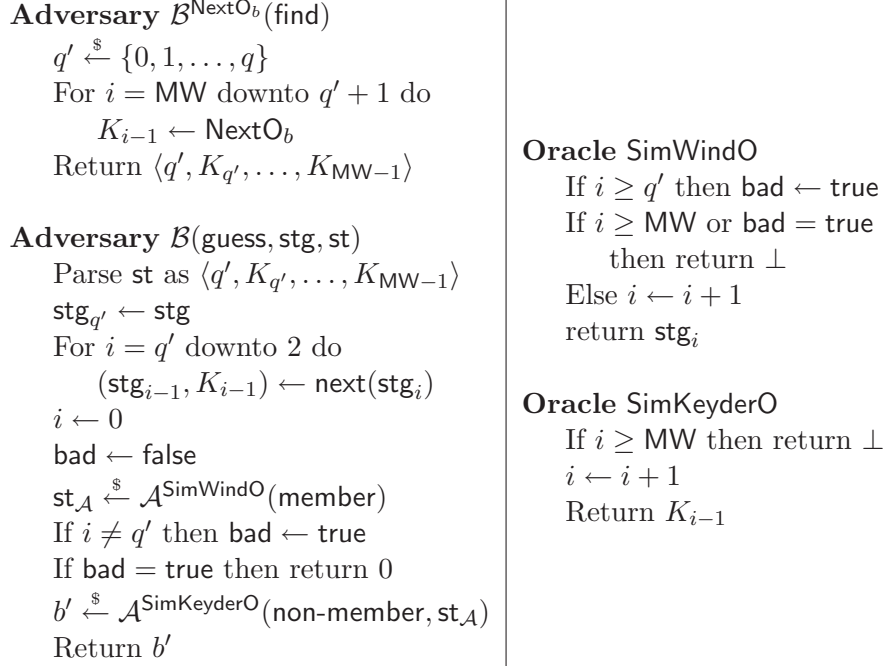 Adversary 𝓑^NextO_b(find)
q′ ←$ {0, 1, . . . , q}
For i = MW downto q′ + 1 do
K_{i−1} ← NextO_b
Return ⟨q′, K_{q′}, . . . , K_{MW−1}⟩
Adversary 𝓑(guess, stg, st)
Parse st as ⟨q′, K_{q′}, . . . , K_{MW−1}⟩
stg_{q′} ← stg
For i = q′ downto 2 do
(stg_{i−1}, K_{i−1}) ← next(stg_i)
i ← 0
bad ← false
st_𝒜 ←$ 𝒜^SimWindO(member)
If i ≠ q′ then bad ← true
If bad = true then return 0
b′ ←$ 𝒜^SimKeyderO(non-member, st_𝒜)
Return b′
Oracle SimWindO
If i ≥ q′ then bad ← true
If i ≥ MW or bad = true
then return ⊥
Else i ← i + 1
return stg_i
Oracle SimKeyderO
If i ≥ MW then return ⊥
i ← i + 1
Return K_{i−1}